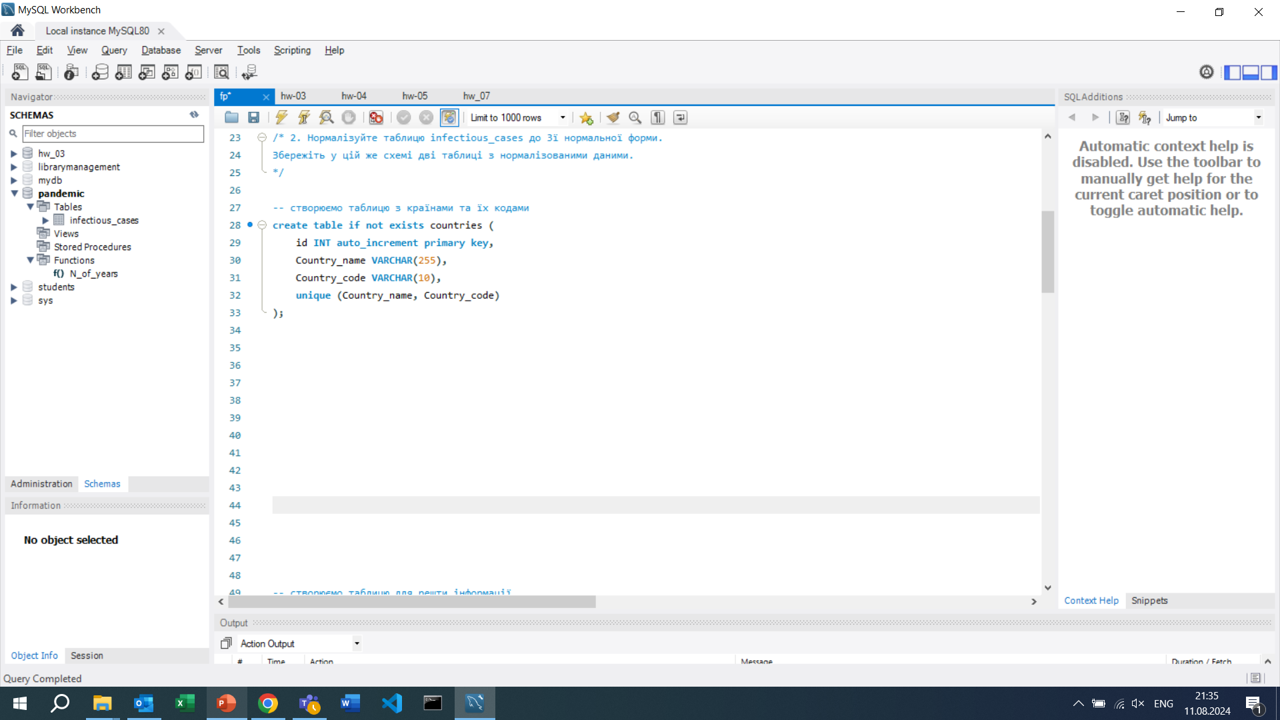 MySQL Workbench
Local instance MySQL80
File Edit View Query Database Server Tools Scripting Help
Navigator
SCHEMAS
Filter objects
hw_03
librarymanagement
mydb
pandemic
Tables
infectious_cases
Views
Stored Procedures
Functions
f() N_of_years
students
sys
Administration Schemas
Information
No object selected
Object Info Session
fp* hw-03 hw-04 hw-05 hw_07
Limit to 1000 rows
23 /* 2. Нормалізуйте таблицю infectious_cases до 3ї нормальної форми.
24 Збережіть у цій же схемі дві таблиці з нормалізованими даними.
25 */
26
27 -- створюємо таблицю з країнами та їх кодами
28 create table if not exists countries (
29 id INT auto_increment primary key,
30 Country_name VARCHAR(255),
31 Country_code VARCHAR(10),
32 unique (Country_name, Country_code)
33 );
34
35
36
37
38
39
40
41
42
43
44
45
46
47
48
49 -- створюємо таблицю для решти інформації
SQLAdditions
Jump to
Automatic context help is
disabled. Use the toolbar to
manually get help for the
current caret position or to
toggle automatic help.
Context Help Snippets
Output
Action Output
# Time Action Message Duration / Fetch
Query Completed
ENG
21:35
11.08.2024
1